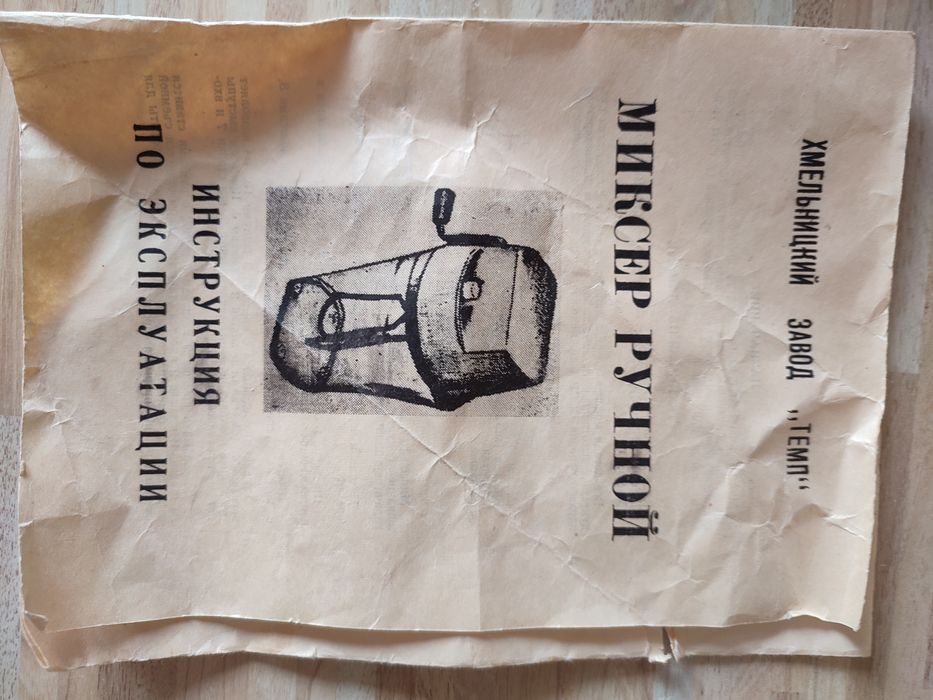 ХМЕЛЬНИЦКИЙ ЗАВОД „ТЕМП“
МИКСЕР РУЧНОЙ
ИНСТРУКЦИЯ
ПО ЭКСПЛУАТАЦИИ